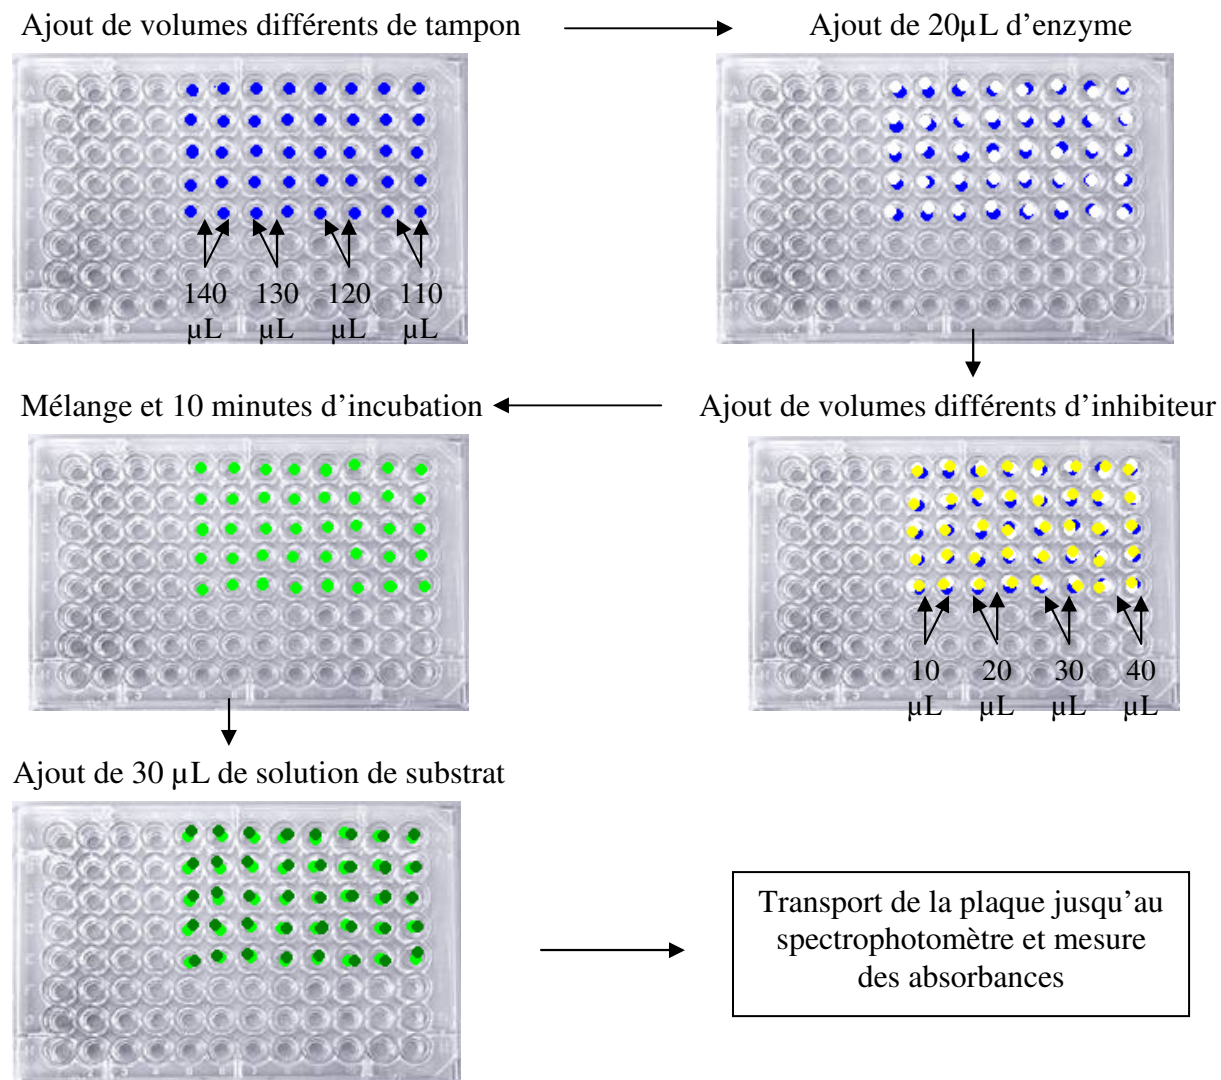 Ajout de volumes différents de tampon
Ajout de 20µL d’enzyme
140 130 120 110
µL µL µL µL
Mélange et 10 minutes d’incubation
Ajout de volumes différents d’inhibiteur
10 20 30 40
µL µL µL µL
Ajout de 30 µL de solution de substrat
Transport de la plaque jusqu’au
spectrophotomètre et mesure
des absorbances